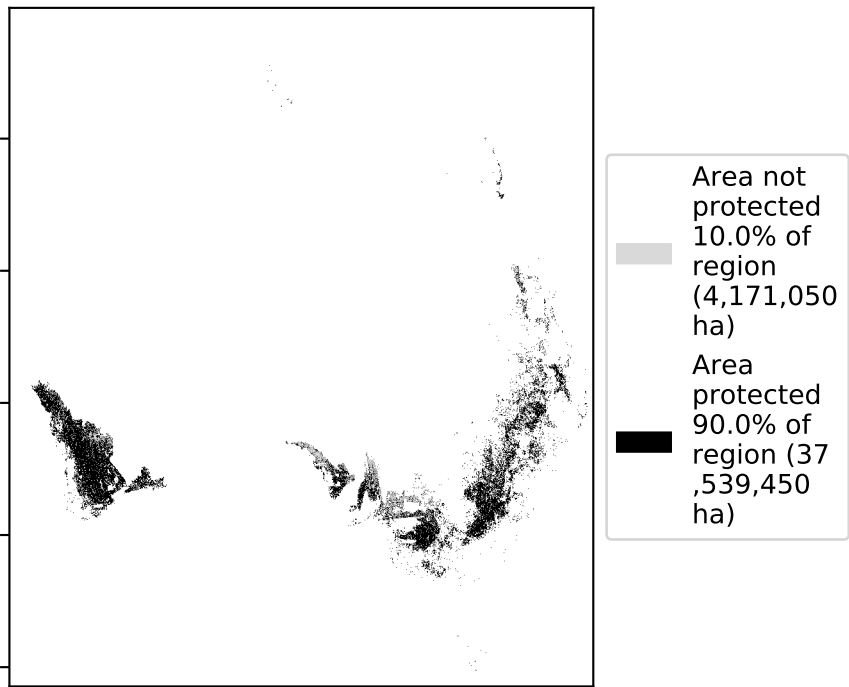 Area not
protected
10.0% of
region
(4,171,050
ha)
Area
protected
90.0% of
region (37
,539,450
ha)